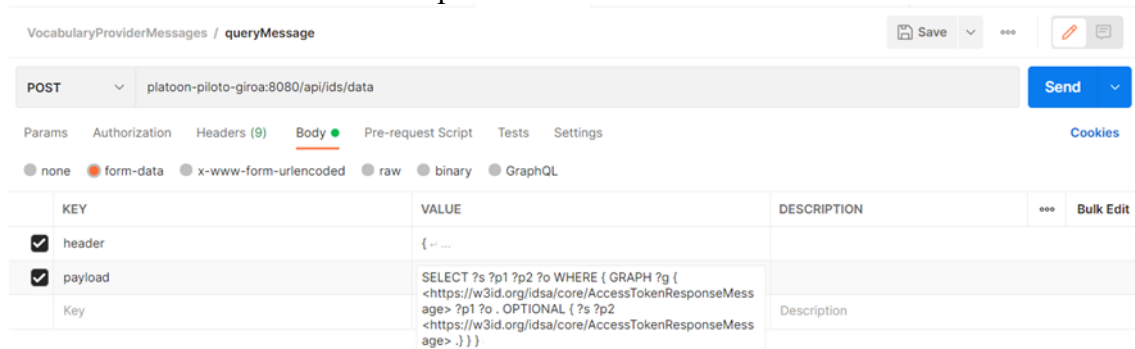 VocabularyProviderMessages / queryMessage
Save
POST platoon-piloto-giroa:8080/api/ids/data Send
Params Authorization Headers (9) Body Pre-request Script Tests Settings Cookies
none form-data x-www-form-urlencoded raw binary GraphQL
KEY VALUE DESCRIPTION Bulk Edit
header { ↵ ...
payload SELECT ?s ?p1 ?p2 ?o WHERE { GRAPH ?g {
<https://w3id.org/idsa/core/AccessTokenResponseMess
age> ?p1 ?o . OPTIONAL { ?s ?p2
Key Description
<https://w3id.org/idsa/core/AccessTokenResponseMess
age> .} } }